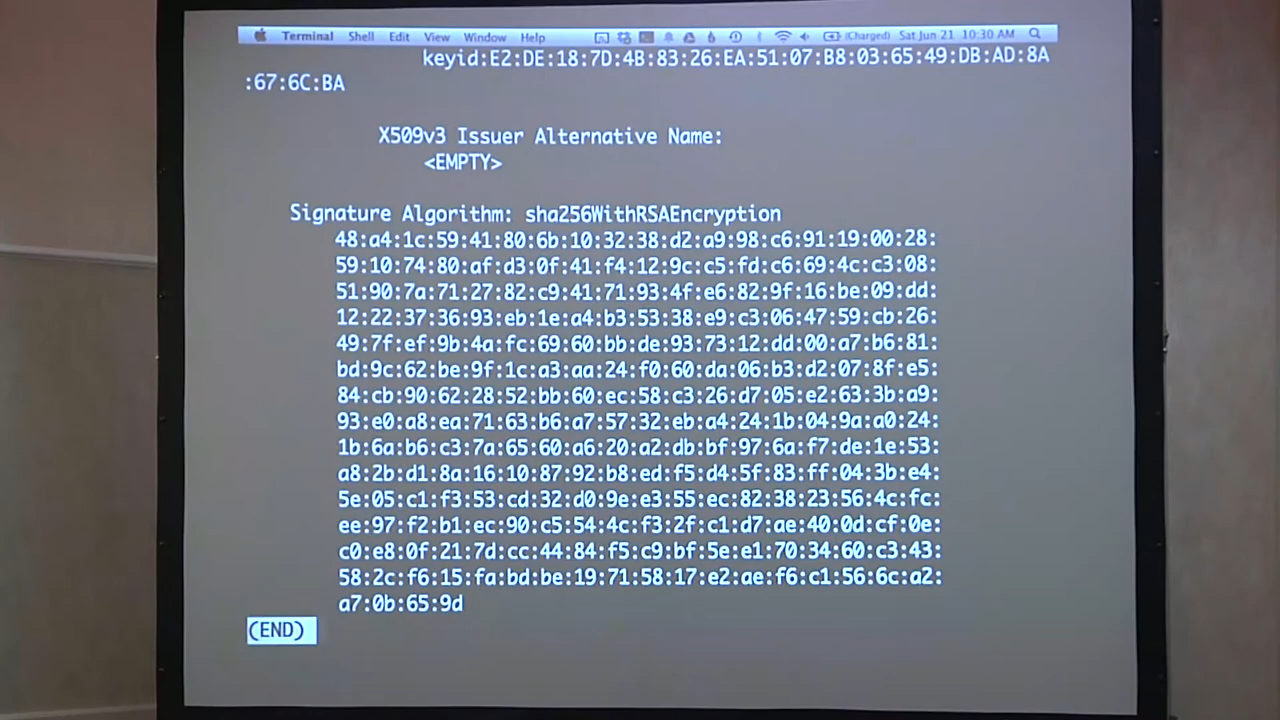 Terminal Shell Edit View Window Help (Charged) Sat Jun 21 10:30 AM
keyid:E2:DE:18:7D:4B:83:26:EA:51:07:B8:03:65:49:DB:AD:8A
:67:6C:BA
X509v3 Issuer Alternative Name:
<EMPTY>
Signature Algorithm: sha256WithRSAEncryption
48:a4:1c:59:41:80:6b:10:32:38:d2:a9:98:c6:91:19:00:28:
59:10:74:80:af:d3:0f:41:f4:12:9c:c5:fd:c6:69:4c:c3:08:
51:90:7a:71:27:82:c9:41:71:93:4f:e6:82:9f:16:be:09:dd:
12:22:37:36:93:eb:1e:a4:b3:53:38:e9:c3:06:47:59:cb:26:
49:7f:ef:9b:4a:fc:69:60:bb:de:93:73:12:dd:00:a7:b6:81:
bd:9c:62:be:9f:1c:a3:aa:24:f0:60:da:06:b3:d2:07:8f:e5:
84:cb:90:62:28:52:bb:60:ec:58:c3:26:d7:05:e2:63:3b:a9:
93:e0:a8:ea:71:63:b6:a7:57:32:eb:a4:24:1b:04:9a:a0:24:
1b:6a:b6:c3:7a:65:60:a6:20:a2:db:bf:97:6a:f7:de:1e:53:
a8:2b:d1:8a:16:10:87:92:b8:ed:f5:d4:5f:83:ff:04:3b:e4:
5e:05:c1:f3:53:cd:32:d0:9e:e3:55:ec:82:38:23:56:4c:fc:
ee:97:f2:b1:ec:90:c5:54:4c:f3:2f:c1:d7:ae:40:0d:cf:0e:
c0:e8:0f:21:7d:cc:44:84:f5:c9:bf:5e:e1:70:34:60:c3:43:
58:2c:f6:15:fa:bd:be:19:71:58:17:e2:ae:f6:c1:56:6c:a2:
a7:0b:65:9d
(END)